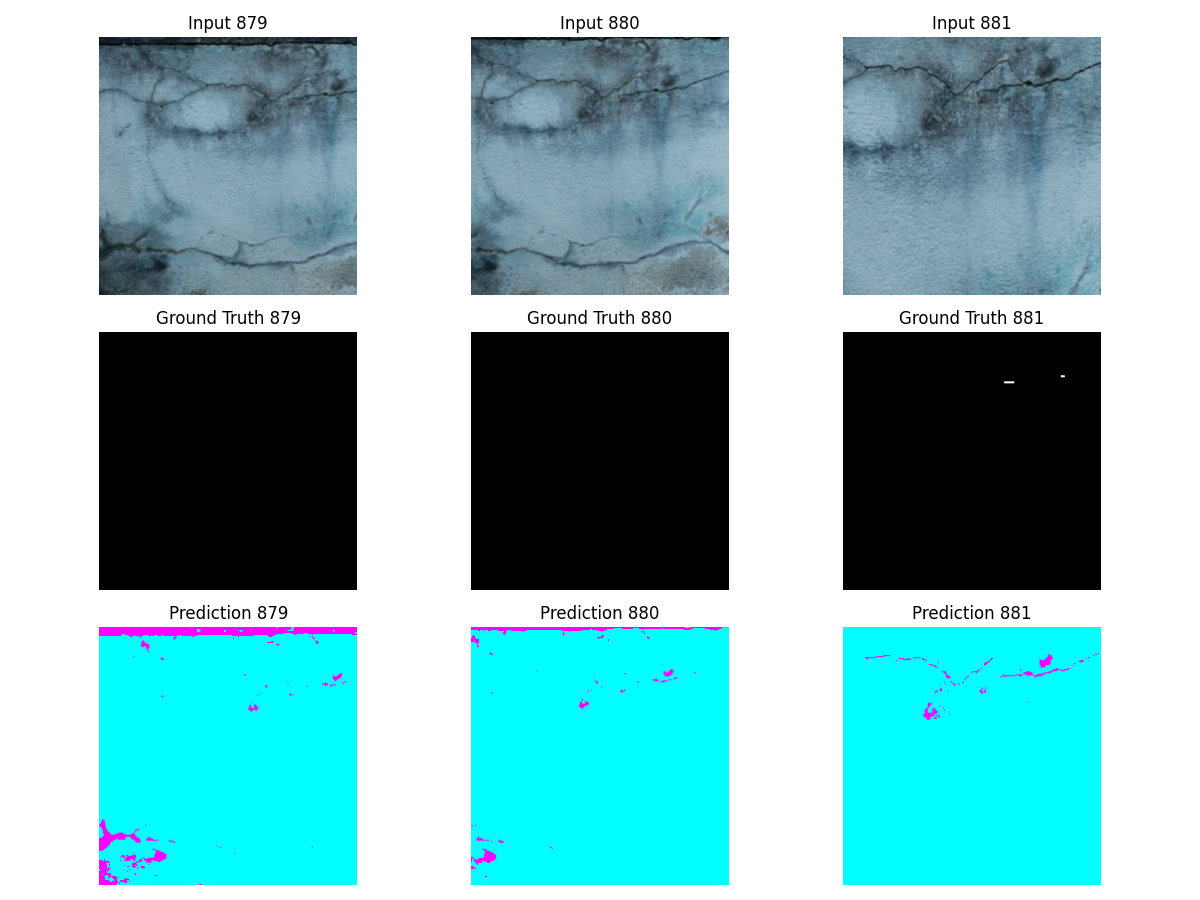 Input 879
Input 880
Input 881
Ground Truth 879
Ground Truth 880
Ground Truth 881
Prediction 879
Prediction 880
Prediction 881